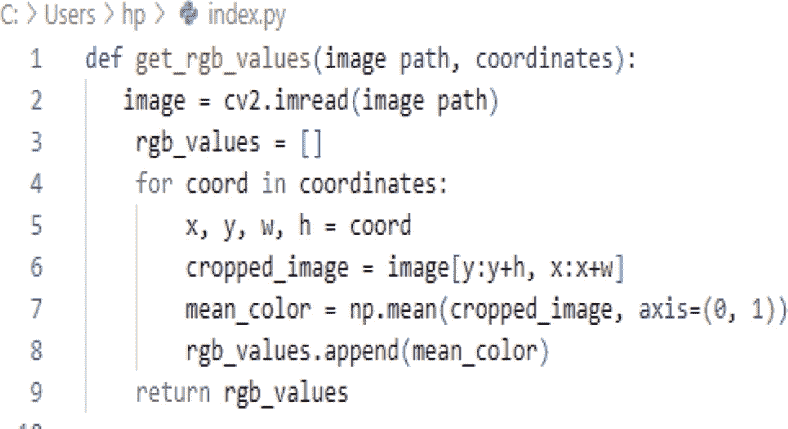 C: > Users > hp > index.py
1 def get_rgb_values(image path, coordinates):
2 image = cv2.imread(image path)
3 rgb_values = []
4 for coord in coordinates:
5 x, y, w, h = coord
6 cropped_image = image[y:y+h, x:x+w]
7 mean_color = np.mean(cropped_image, axis=(0, 1))
8 rgb_values.append(mean_color)
9 return rgb_values